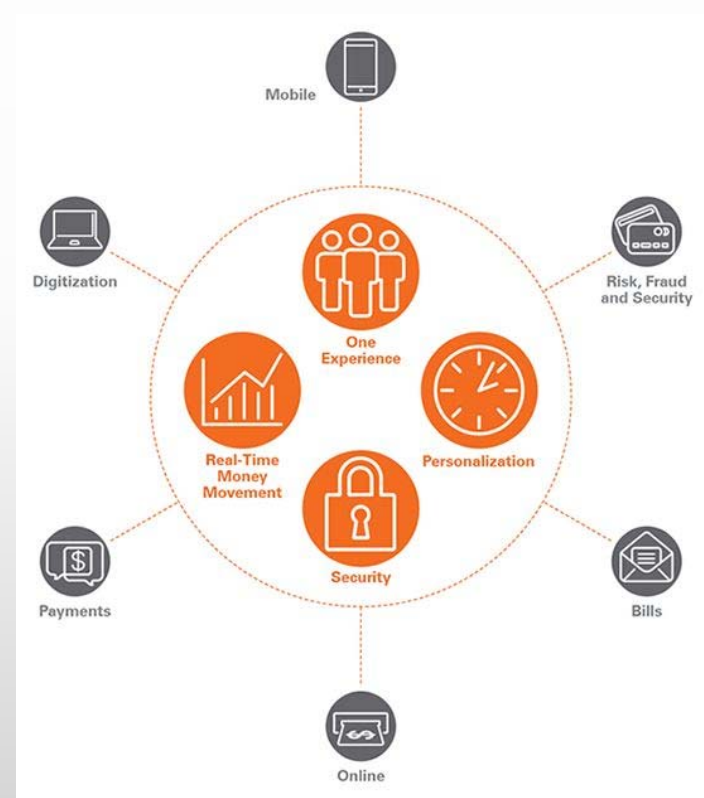 Mobile
Digitization
Risk, Fraud
and Security
One
Experience
Real-Time
Money
Movement
Personalization
Security
$
Payments
Bills
$
Online